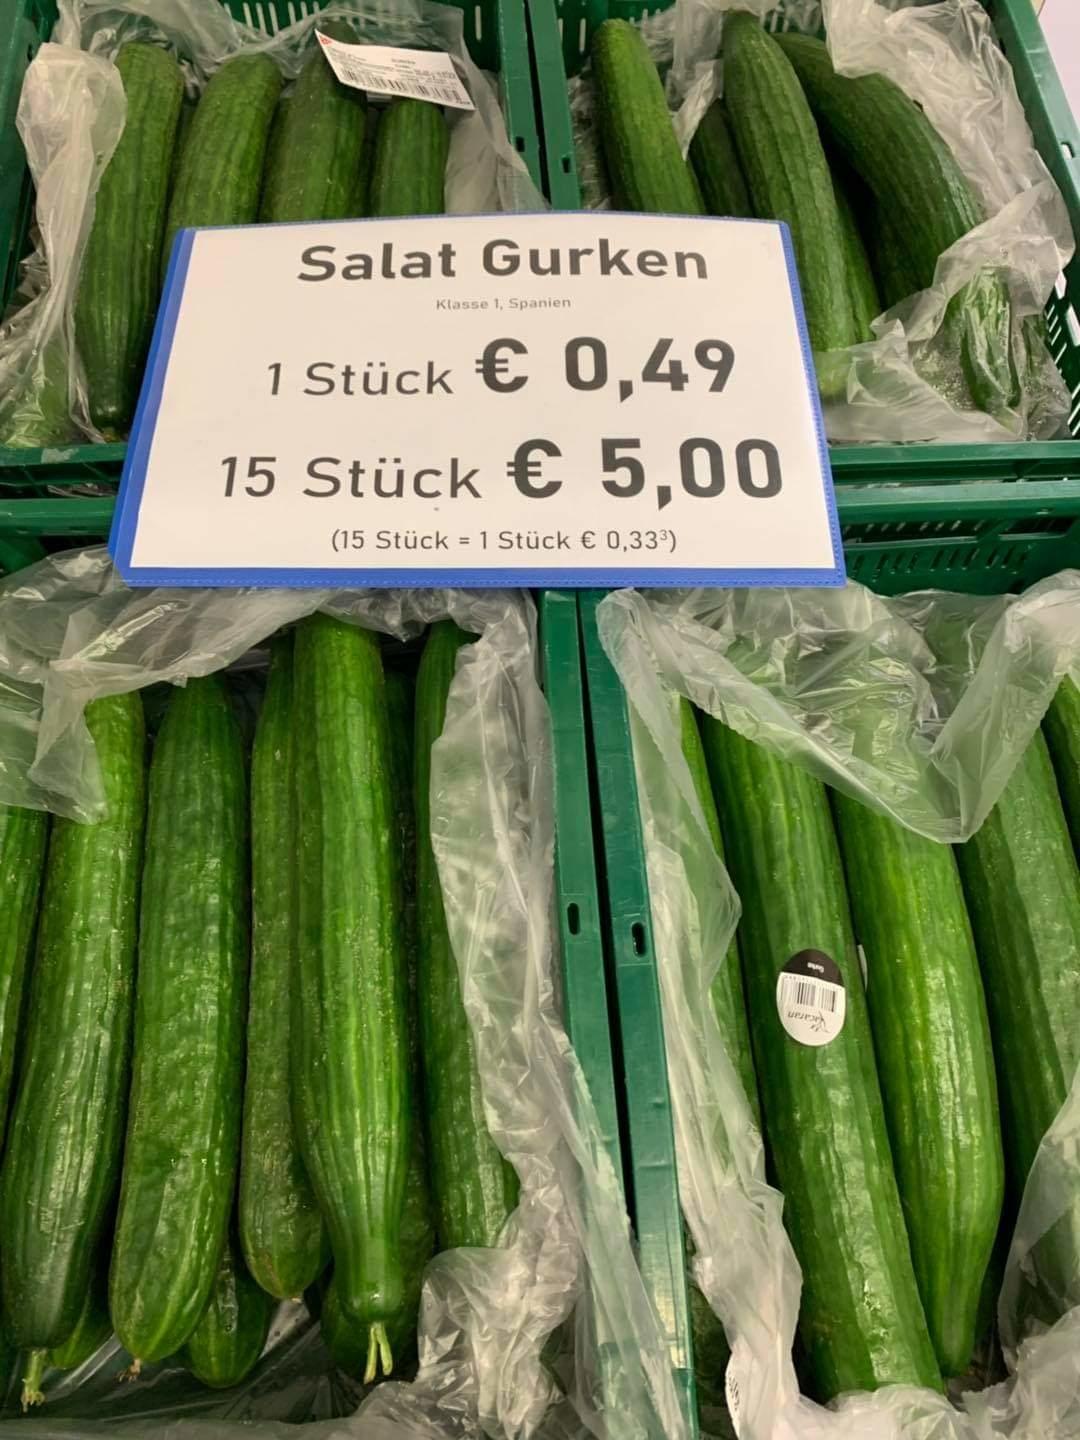 Salat Gurken
Klasse 1, Spanien
1 Stück € 0,49
15 Stück € 5,00
(15 Stück = 1 Stück € 0,33³)
Gurke